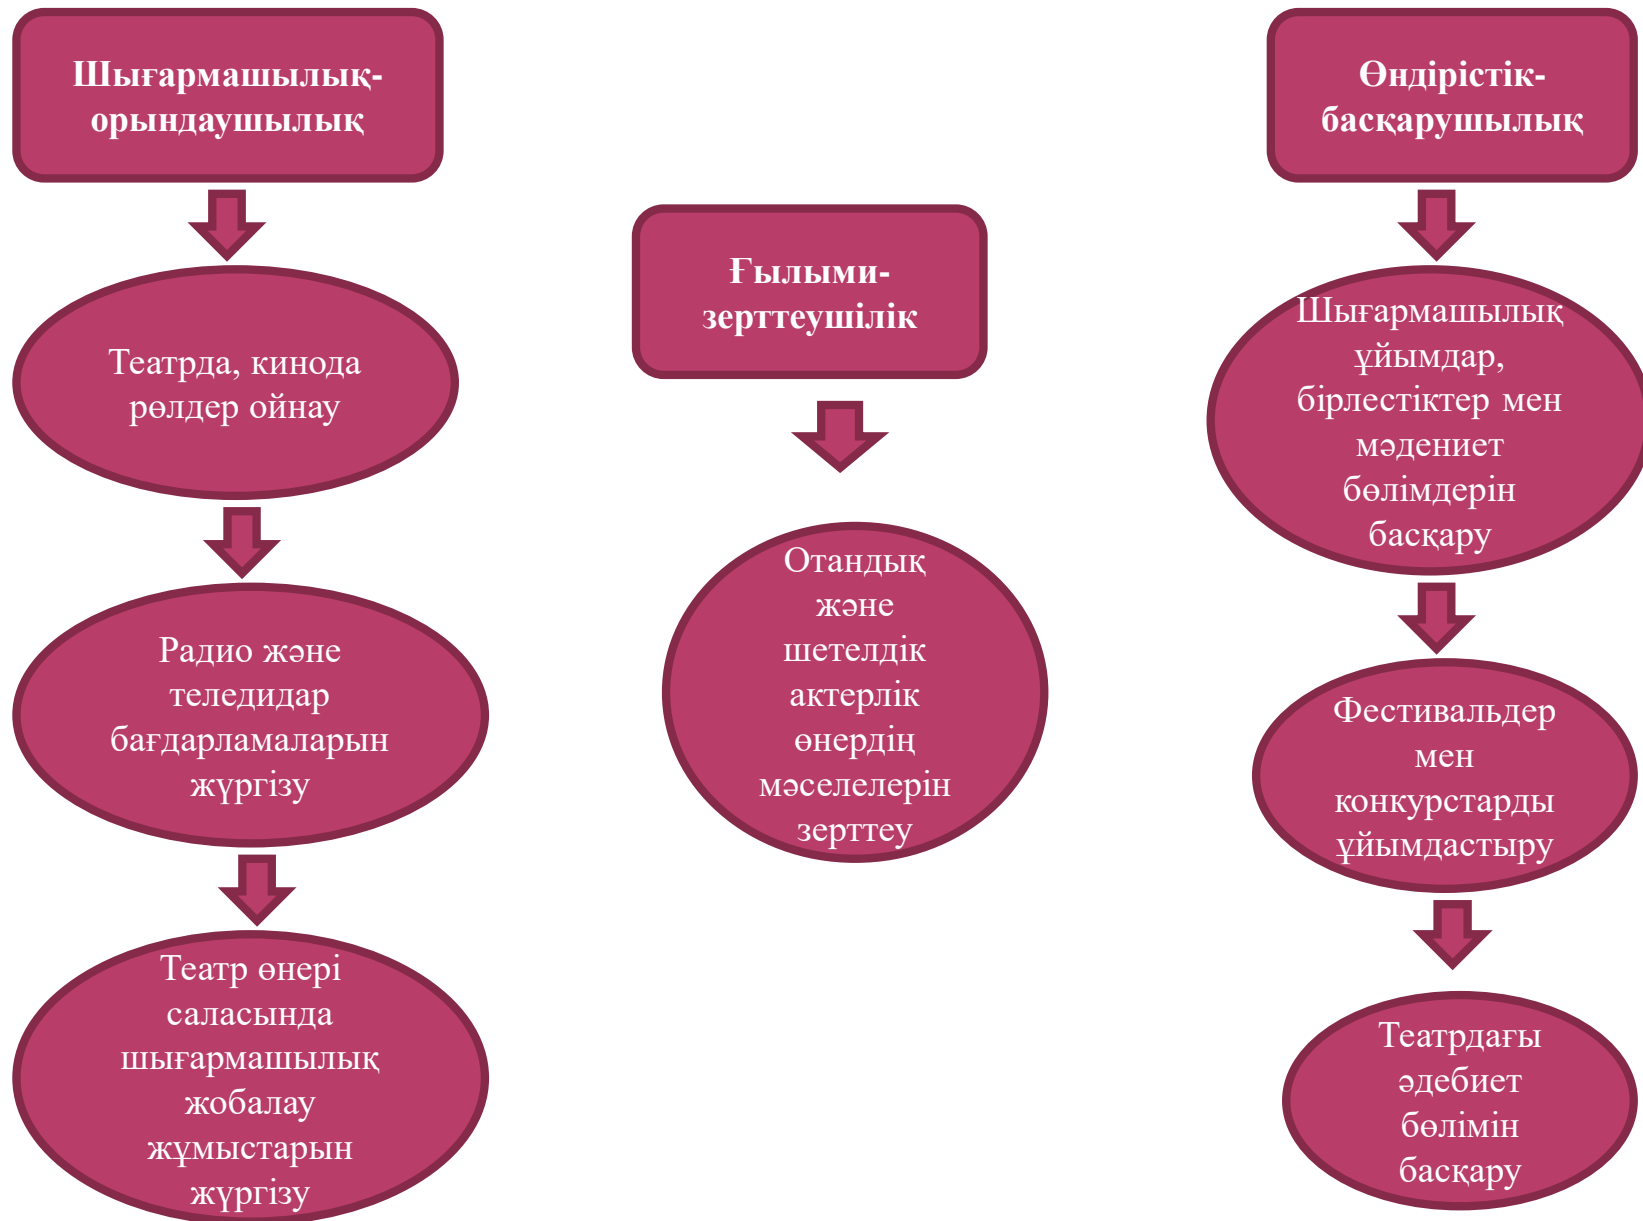 Шығармашылық-
орындаушылық
Театрда, кинода
рөлдер ойнау
Радио және
теледидар
бағдарламаларын
жүргізу
Театр өнері
саласында
шығармашылық
жобалау
жұмыстарын
жүргізу
Ғылыми-
зерттеушілік
Отандық
және
шетелдік
актерлік
өнердің
мәселелерін
зерттеу
Өндірістік-
басқарушылық
Шығармашылық
ұйымдар,
бірлестіктер мен
мәдениет
бөлімдерін
басқару
Фестивальдер
мен
конкурстарды
ұйымдастыру
Театрдағы
әдебиет
бөлімін
басқару